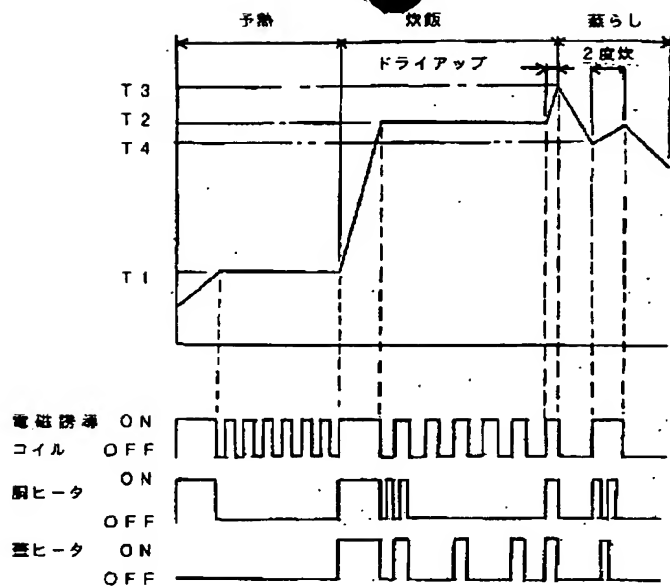 予熱 炊飯 蒸らし
ドライアップ 2度炊
T3
T2
T4
T1
電磁誘導 ON
コイル OFF
胴ヒータ ON
OFF
蓋ヒータ ON
OFF